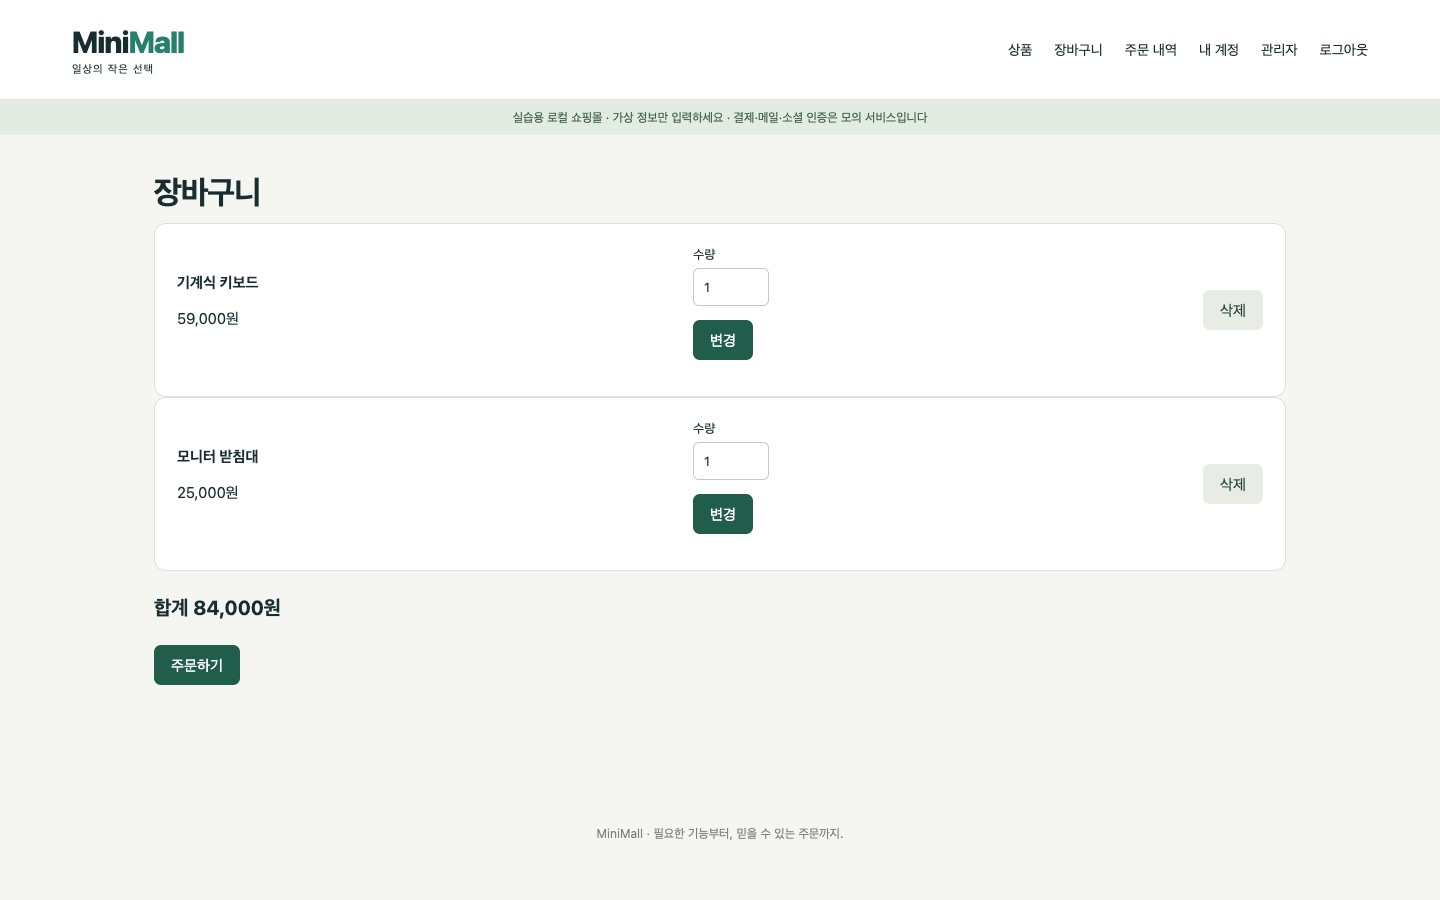 MiniMall
일상의 작은 선택
상품 장바구니 주문 내역 내 계정 관리자 로그아웃
실습용 로컬 쇼핑몰 · 가상 정보만 입력하세요 · 결제·메일·소셜 인증은 모의 서비스입니다
장바구니
기계식 키보드
59,000원
수량
1
변경
삭제
모니터 받침대
25,000원
수량
1
변경
삭제
합계 84,000원
주문하기
MiniMall · 필요한 기능부터, 믿을 수 있는 주문까지.